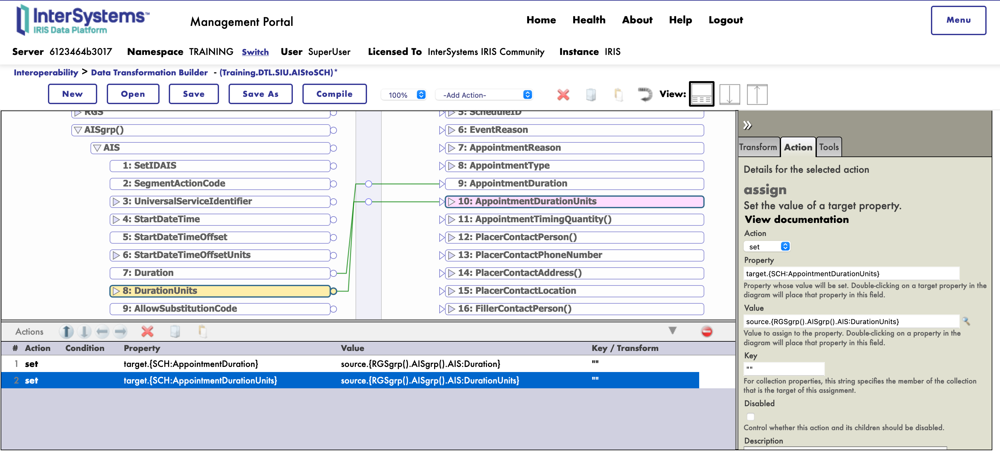 InterSystems™
IRIS Data Platform
Management Portal
Home Health About Help Logout
Menu
Server 6123464b3017 Namespace TRAINING Switch User SuperUser Licensed To InterSystems IRIS Community Instance IRIS
Interoperability > Data Transformation Builder - (Training.DTL.SIU.AIStoSCH)*
New Open Save Save As Compile 100% -Add Action- View:
RGS
AISgrp()
AIS
1: SetIDAIS
2: SegmentActionCode
3: UniversalServiceIdentifier
4: StartDateTime
5: StartDateTimeOffset
6: StartDateTimeOffsetUnits
7: Duration
8: DurationUnits
9: AllowSubstitutionCode
5: ScheduleID
6: EventReason
7: AppointmentReason
8: AppointmentType
9: AppointmentDuration
10: AppointmentDurationUnits
11: AppointmentTimingQuantity()
12: PlacerContactPerson()
13: PlacerContactPhoneNumber
14: PlacerContactAddress()
15: PlacerContactLocation
16: FillerContactPerson()
Actions
# Action Condition Property Value Key / Transform
1 set target.{SCH:AppointmentDuration} source.{RGSgrp().AISgrp().AIS:Duration} ""
2 set target.{SCH:AppointmentDurationUnits} source.{RGSgrp().AISgrp().AIS:DurationUnits} ""
Transform Action Tools
Details for the selected action
assign
Set the value of a target property.
View documentation
Action
set
Property
target.{SCH:AppointmentDurationUnits}
Property whose value will be set. Double-clicking on a target property in the
diagram will place that property in this field.
Value
source.{RGSgrp().AISgrp().AIS:DurationUnits}
Value to assign to the property. Double-clicking on a property in the
diagram will place that property in this field.
Key
""
For collection properties, this string specifies the member of the collection
that is the target of this assignment.
Disabled
Control whether this action and its children should be disabled.
Description